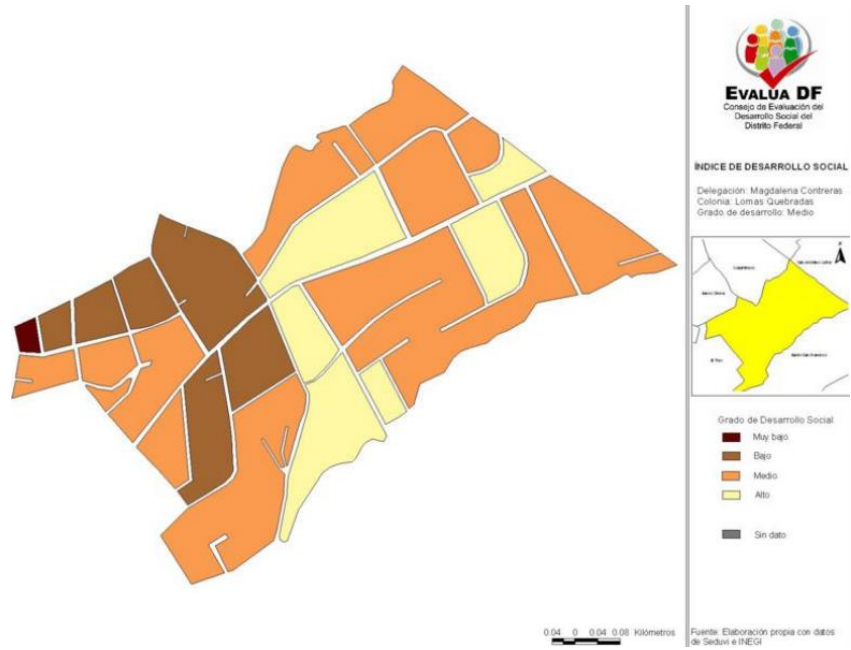 EVALUA DF
Consejo de Evaluación del
Desarrollo Social del
Distrito Federal
ÍNDICE DE DESARROLLO SOCIAL
Delegación: Magdalena Contreras
Colonia: Lomas Quebradas
Grado de desarrollo: Medio
Grado de Desarrollo Social
Muy bajo
Bajo
Medio
Alto
Sin dato
0.04 0 0.04 0.08 Kilómetros
Fuente: Elaboración propia con datos
de Seduvi e INEGI